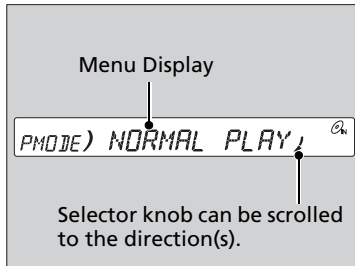 Menu Display
PMODE) NORMAL PLAY
Selector knob can be scrolled
to the direction(s).